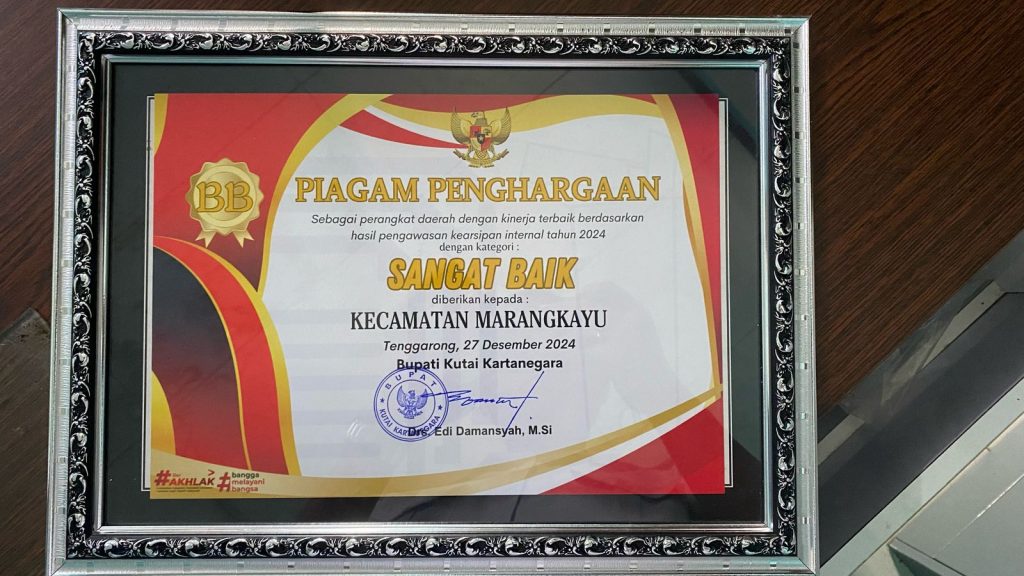 BB
PIAGAM PENGHARGAAN
Sebagai perangkat daerah dengan kinerja terbaik berdasarkan
hasil pengawasan kearsipan internal tahun 2024
dengan kategori :
SANGAT BAIK
diberikan kepada :
KECAMATAN MARANGKAYU
Tenggarong, 27 Desember 2024
Bupati Kutai Kartanegara
BUPATI
KUTAI KARTANEGARA
Drs. Edi Damansyah, M.Si
#AKHLAK
#bangga
melayani
bangsa